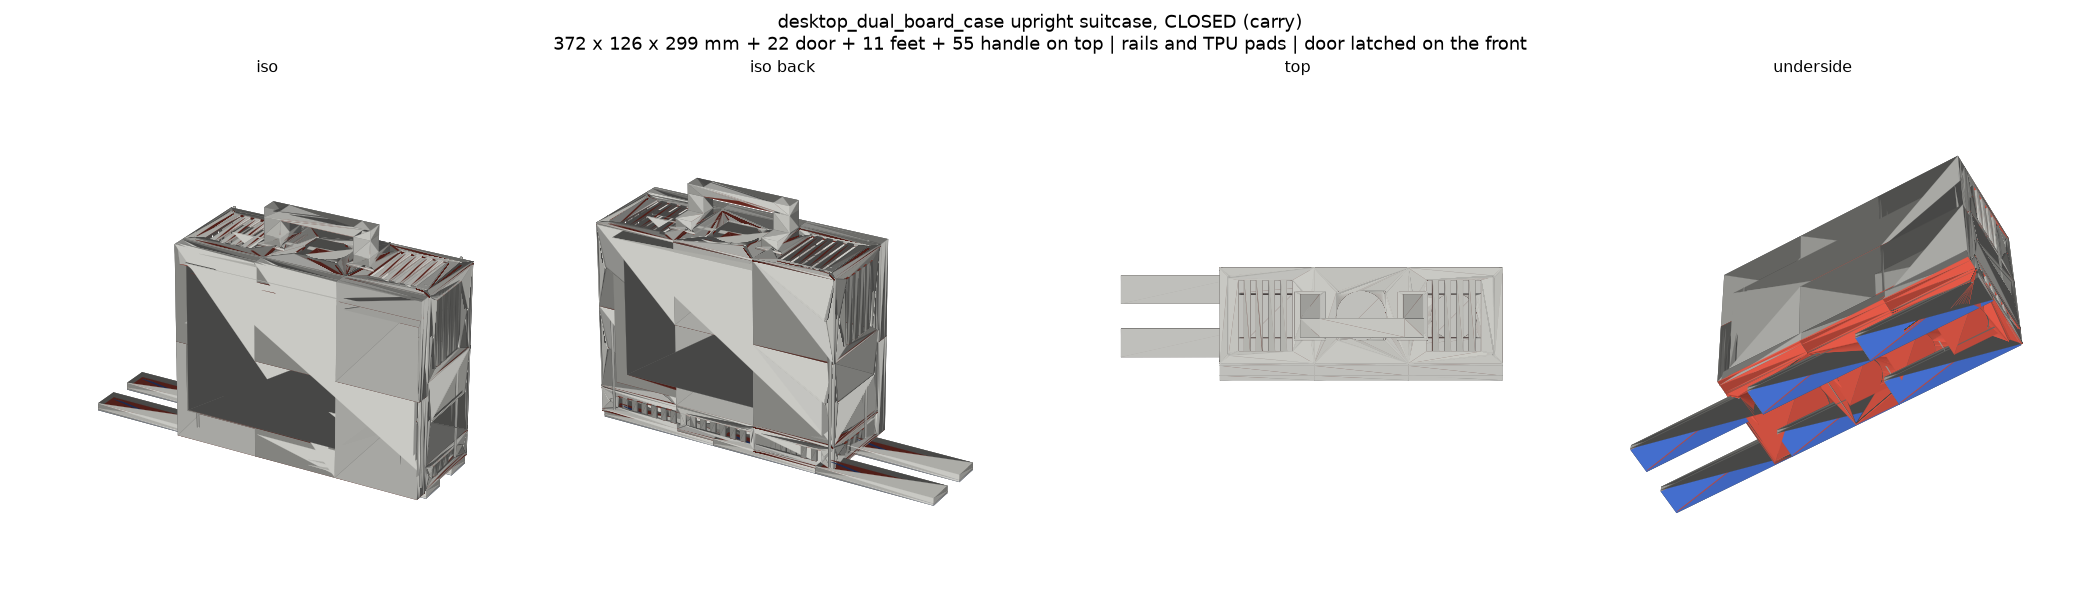 desktop_dual_board_case upright suitcase, CLOSED (carry)
372 x 126 x 299 mm + 22 door + 11 feet + 55 handle on top | rails and TPU pads | door latched on the front
iso
iso back
top
underside